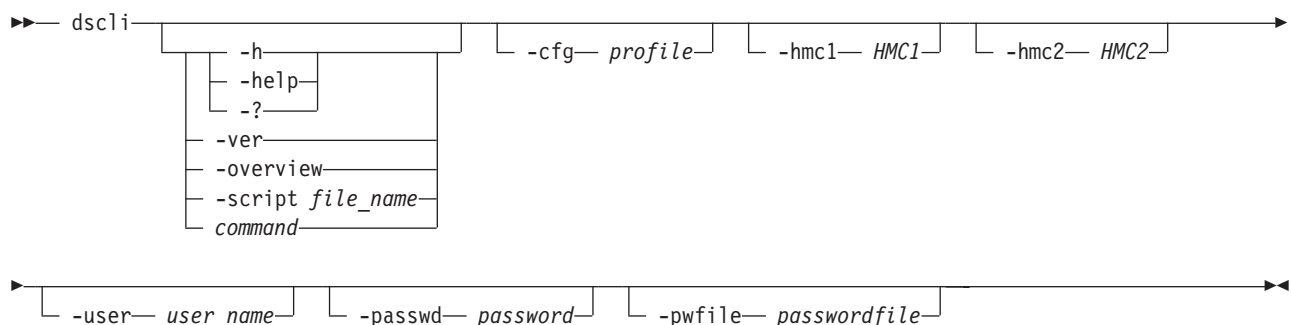 dscli
-h -cfg profile -hmc1 HMC1 -hmc2 HMC2
-help
-?
-ver
-overview
-script file_name
command
-user user name -passwd password -pwfile passwordfile